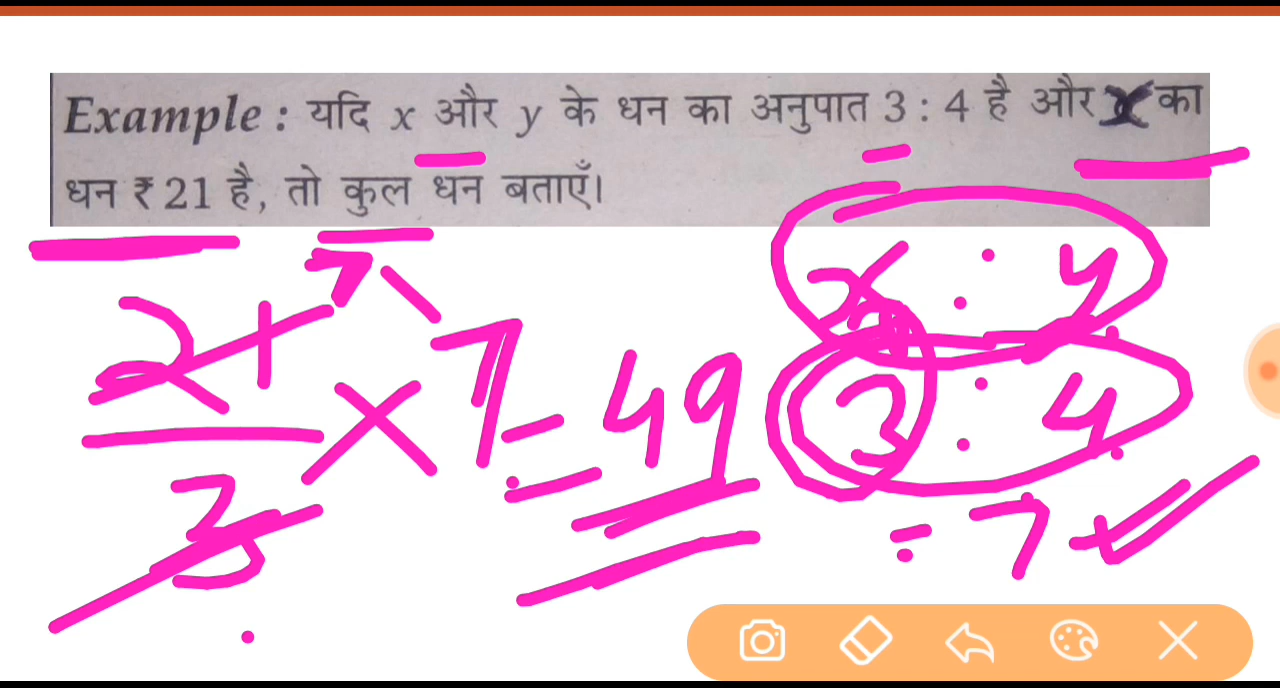 Example : यदि x और y के धन का अनुपात 3 : 4 है और x का
धन ₹ 21 है, तो कुल धन बताएँ।
x : y
3 : 4
= 7
21/3 × 7 = 49
7